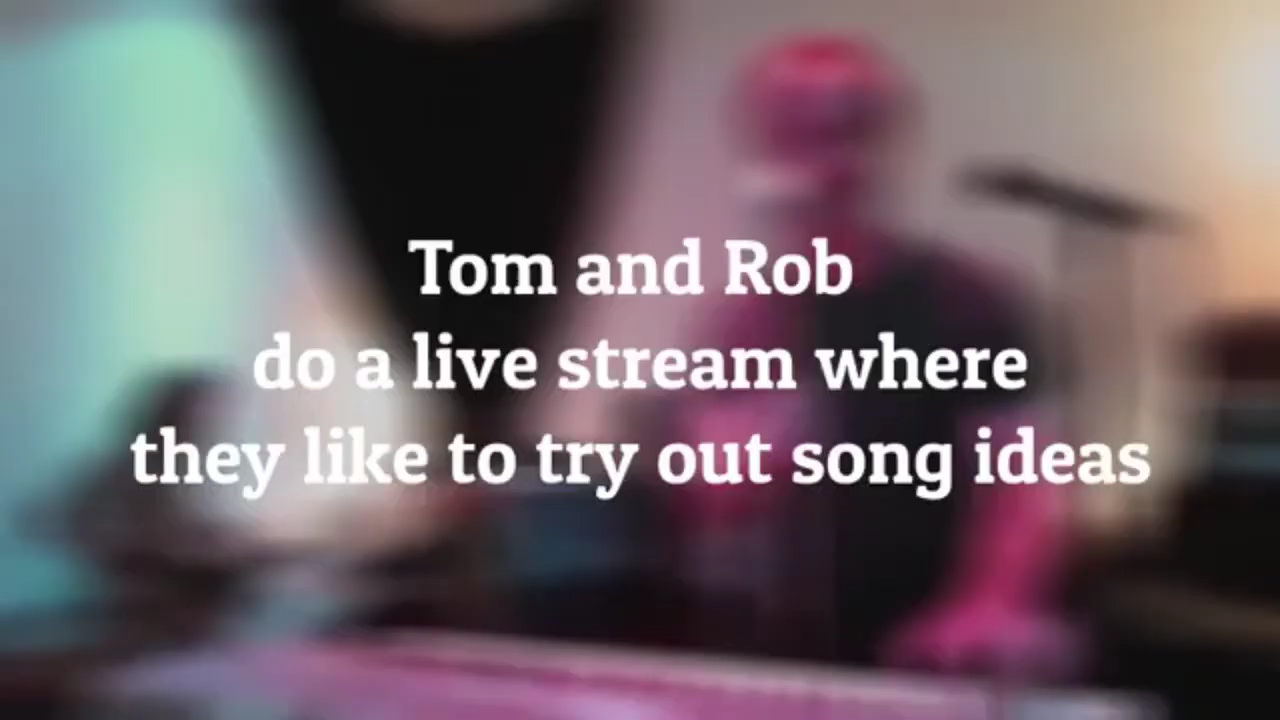 Tom and Rob
do a live stream where
they like to try out song ideas